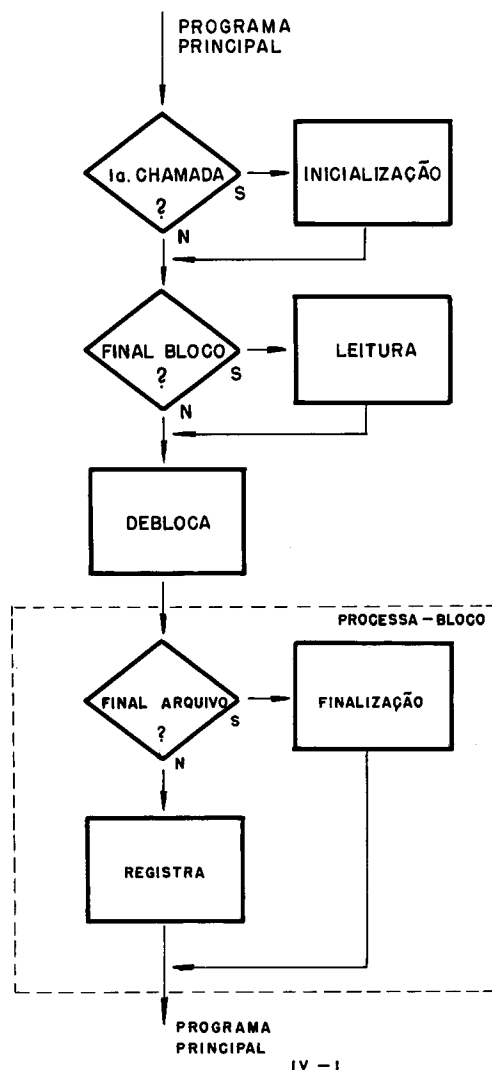 PROGRAMA
PRINCIPAL
1a. CHAMADA
?
S
N
INICIALIZAÇÃO
FINAL BLOCO
?
S
N
LEITURA
DEBLOCA
PROCESSA-BLOCO
FINAL ARQUIVO
?
S
N
FINALIZAÇÃO
REGISTRA
PROGRAMA
PRINCIPAL
IV-1